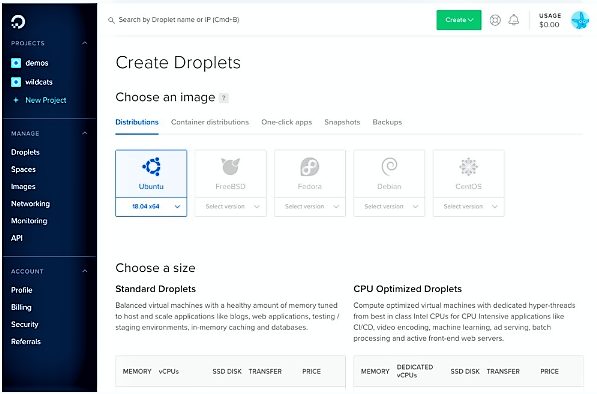 Search by Droplet name or IP (Cmd+B)
Create
USAGE
$0.00
PROJECTS
demos
wildcats
+ New Project
MANAGE
Droplets
Spaces
Images
Networking
Monitoring
API
ACCOUNT
Profile
Billing
Security
Referrals
Create Droplets
Choose an image ?
Distributions Container distributions One-click apps Snapshots Backups
Ubuntu FreeBSD Fedora Debian CentOS
18.04 x64 Select version Select version Select version Select version
Choose a size
Standard Droplets
Balanced virtual machines with a healthy amount of memory tuned
to host and scale applications like blogs, web applications, testing /
staging environments, in-memory caching and databases.
MEMORY vCPUs SSD DISK TRANSFER PRICE
CPU Optimized Droplets
Compute optimized virtual machines with dedicated hyper-threads
from best in class Intel CPUs for CPU Intensive applications like
CI/CD, video encoding, machine learning, ad serving, batch
processing and active front-end web servers.
MEMORY DEDICATED vCPUs SSD DISK TRANSFER PRICE